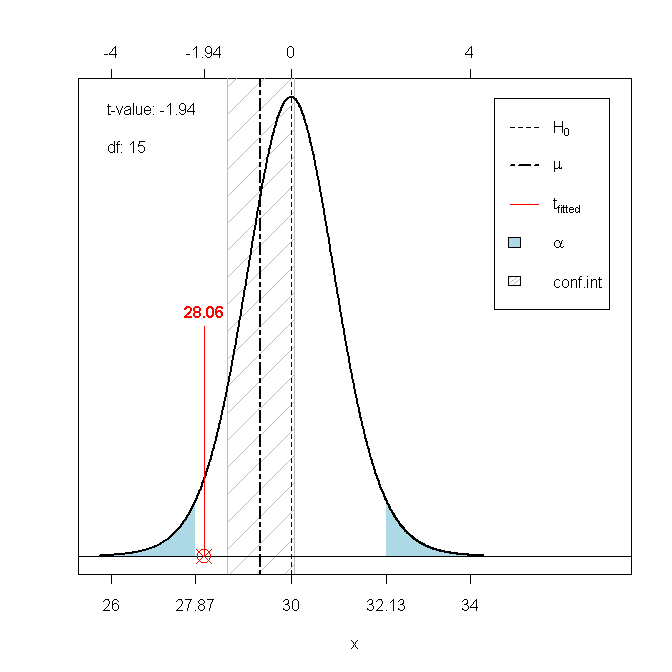 -4 -1.94 0 4
t-value: -1.94
df: 15
H0
μ
tfitted
α
conf.int
28.06
26 27.87 30 32.13 34
x